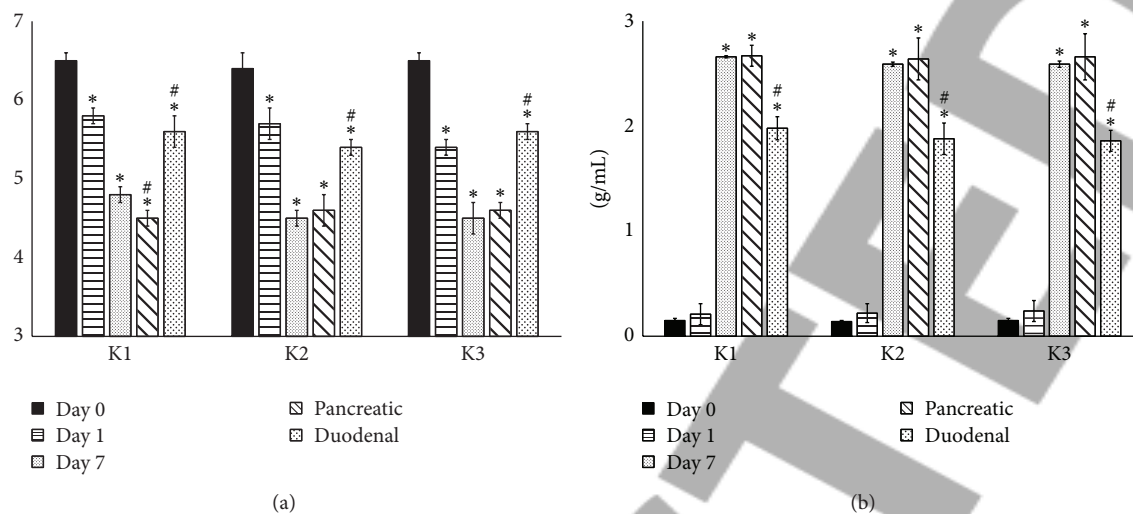 7
6
5
4
3
*
*
#
*
#
*
*
*
*
#
*
*
*
*
#
*
K1
K2
K3
Day 0
Day 1
Day 7
Pancreatic
Duodenal
(a)
3
2
1
0
(g/mL)
*
*
#
*
*
*
#
*
*
*
#
*
K1
K2
K3
Day 0
Day 1
Day 7
Pancreatic
Duodenal
(b)